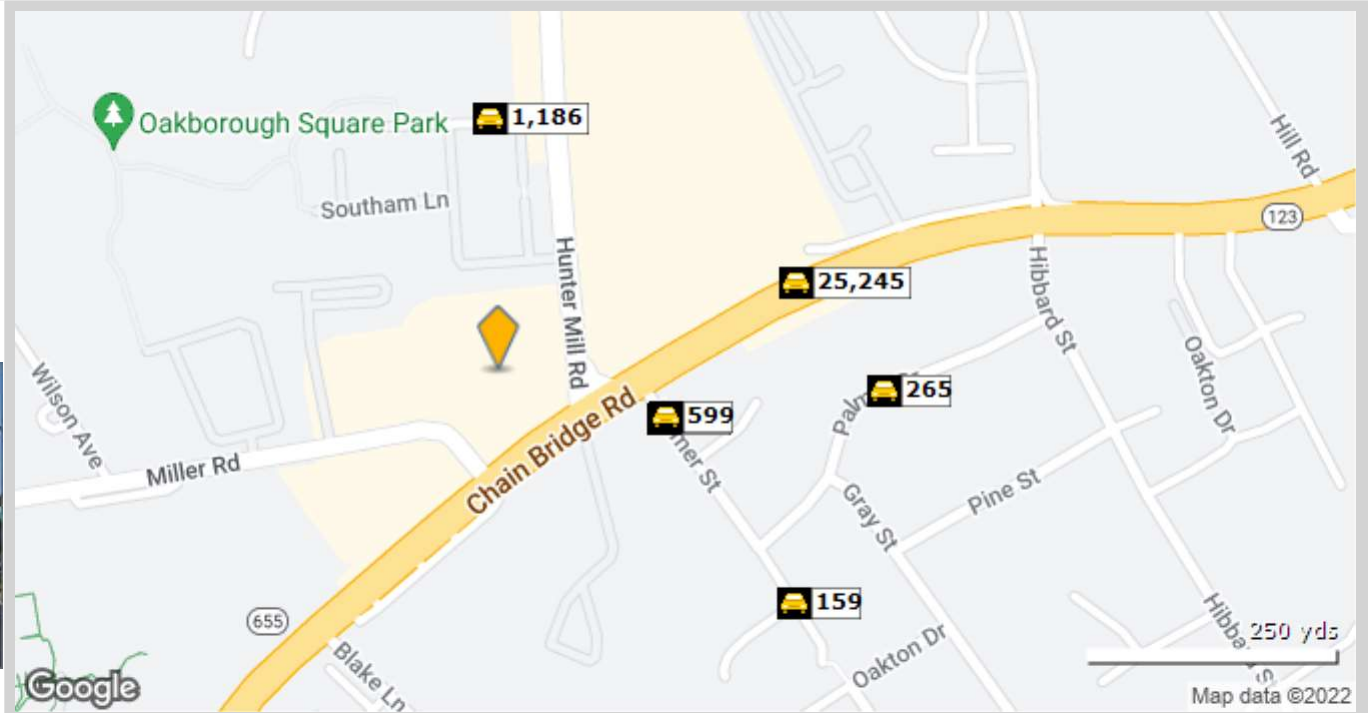 Oakborough Square Park
1,186
Hill Rd
Southam Ln
123
Hunter Mill Rd
25,245
Hibbard St
Wilson Ave
265
Oakton Dr
599
Chain Bridge Rd
Miller Rd
Pine St
Gray St
159
655
Hibbard St
250 yds
Blake Ln
Oakton Dr
Google
Map data ©2022